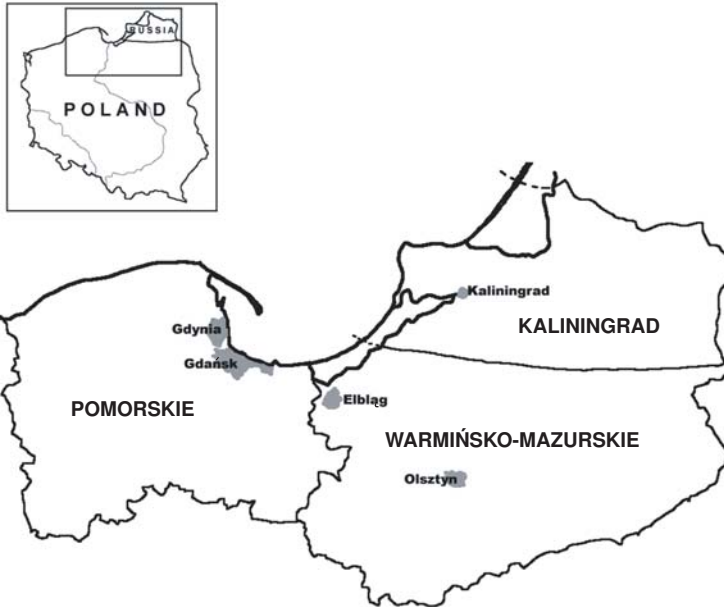 RUSSIA
POLAND
Kaliningrad
KALININGRAD
Gdynia
Gdańsk
POMORSKIE
Elbląg
WARMIŃSKO-MAZURSKIE
Olsztyn